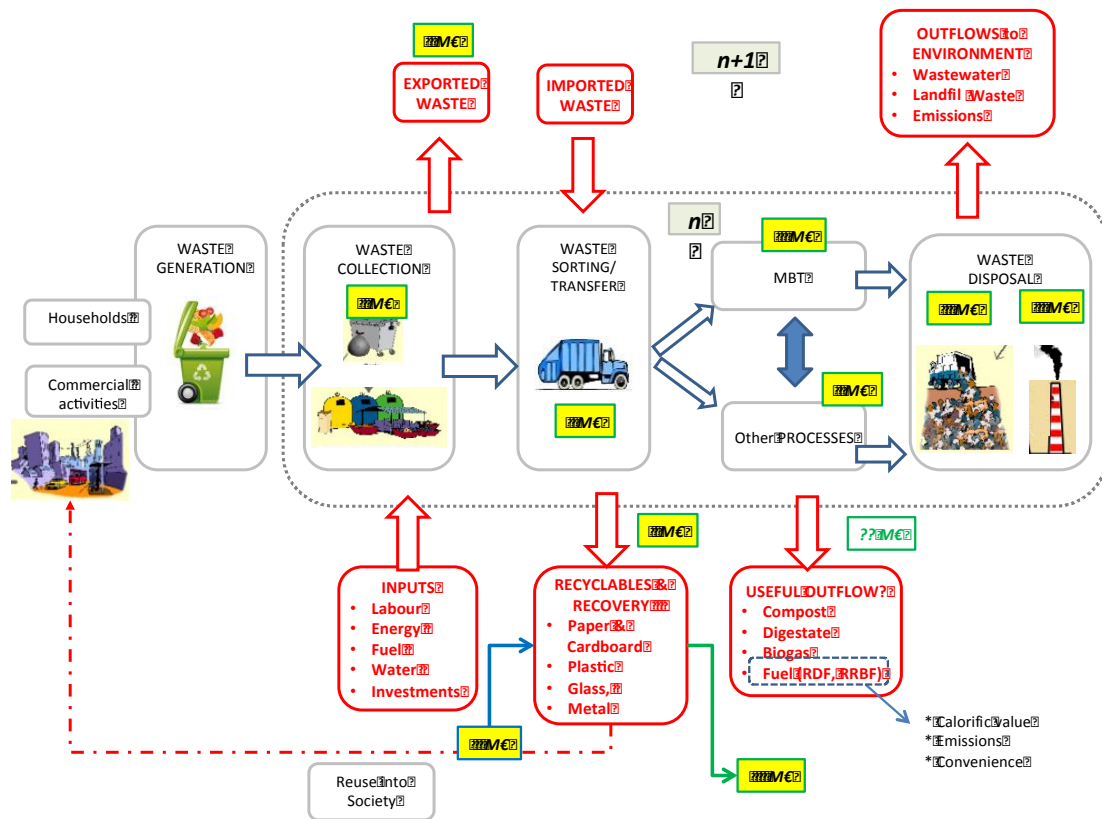 M€
EXPORTED
WASTE
IMPORTED
WASTE
n+1
OUTFLOWS to
ENVIRONMENT
• Wastewater
• Landfil Waste
• Emissions
n
WASTE
GENERATION
Households
Commercial
activities
WASTE
COLLECTION
M€
WASTE
SORTING/
TRANSFER
M€
M€
MBT
M€
Other PROCESSES
WASTE
DISPOSAL
M€
M€
INPUTS
• Labour
• Energy
• Fuel
• Water
• Investments
M€
RECYCLABLES &
RECOVERY
• Paper &
Cardboard
• Plastic
• Glass,
• Metal
?? M€
USEFUL OUTFLOW?
• Compost
• Digestate
• Biogas
• Fuel (RDF, RRBF)
* Calorific value
* Emissions
* Convenience
M€
M€
Reuse into
Society